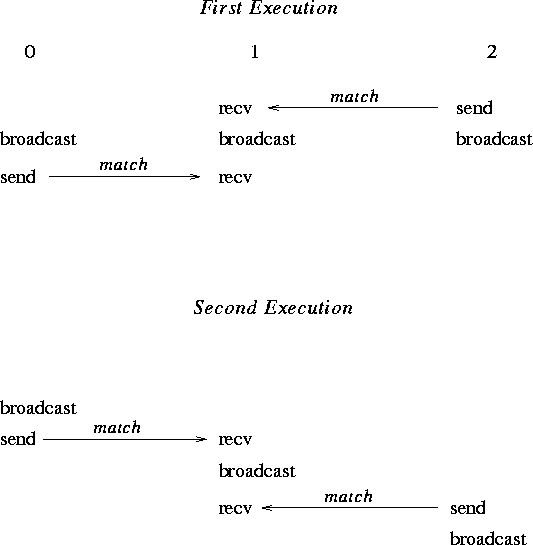 First Execution
0 1 2
recv match send
broadcast broadcast broadcast
send match recv
Second Execution
broadcast
send match recv
broadcast
recv match send
broadcast